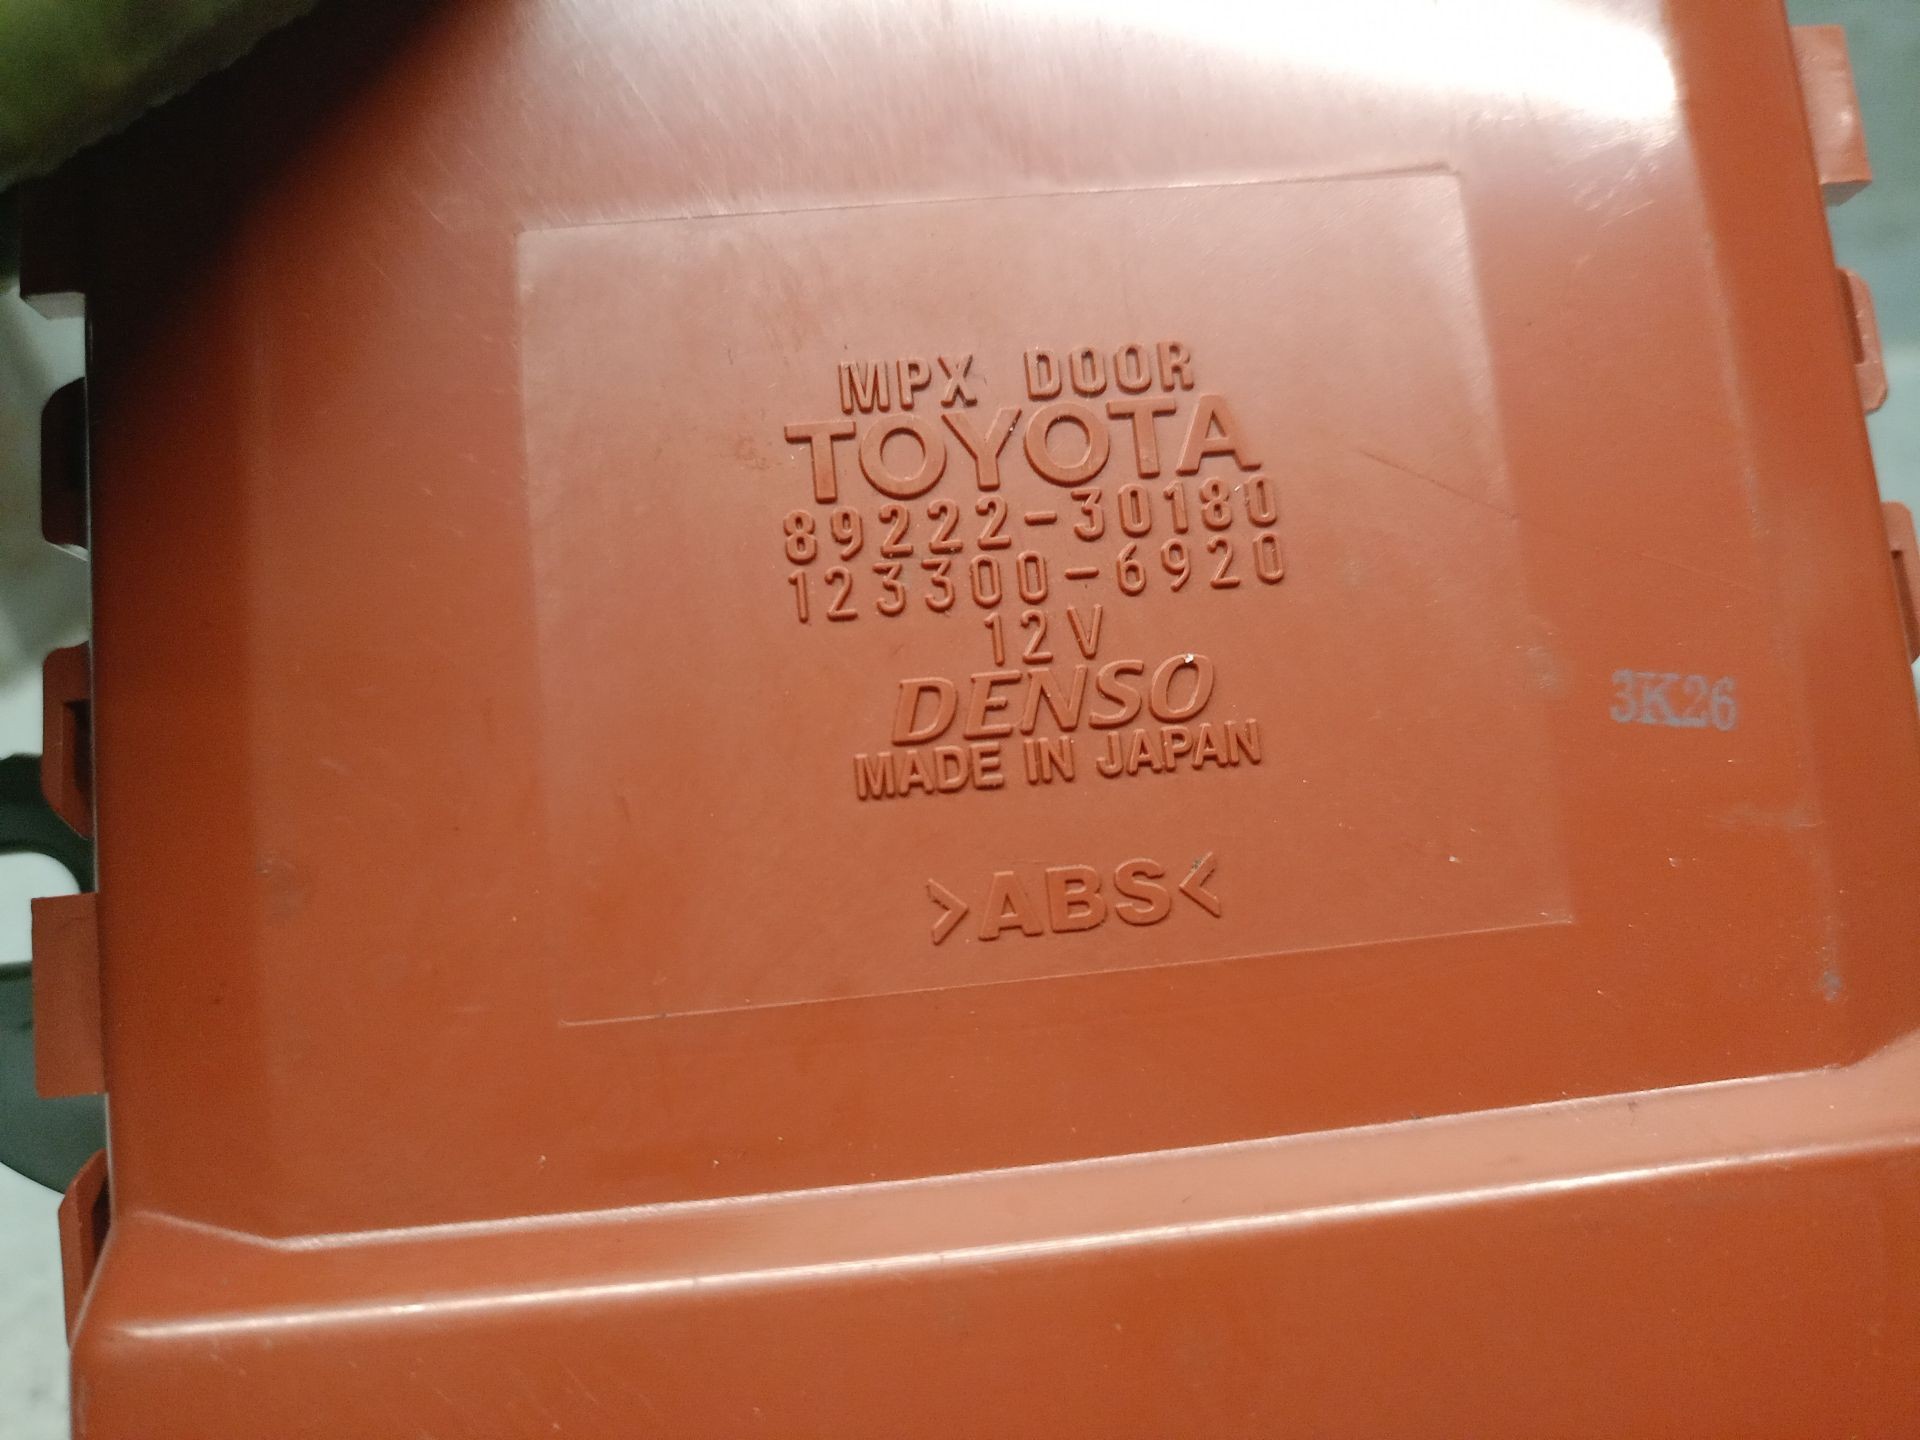 MPX DOOR
TOYOTA
89222-30180
123300-6920
12V
DENSO
MADE IN JAPAN
3K26
>ABS<